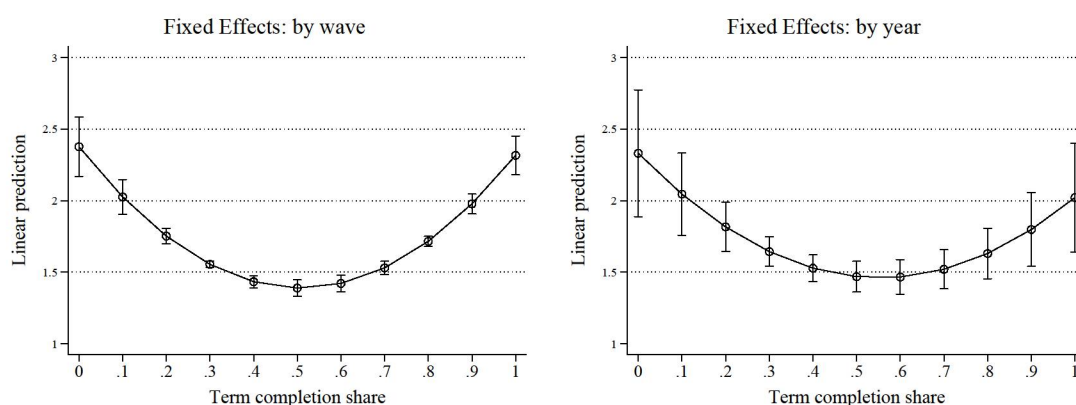 Fixed Effects: by wave
3
2.5
2
1.5
1
Linear prediction
0 .1 .2 .3 .4 .5 .6 .7 .8 .9 1
Term completion share
Fixed Effects: by year
3
2.5
2
1.5
1
Linear prediction
0 .1 .2 .3 .4 .5 .6 .7 .8 .9 1
Term completion share